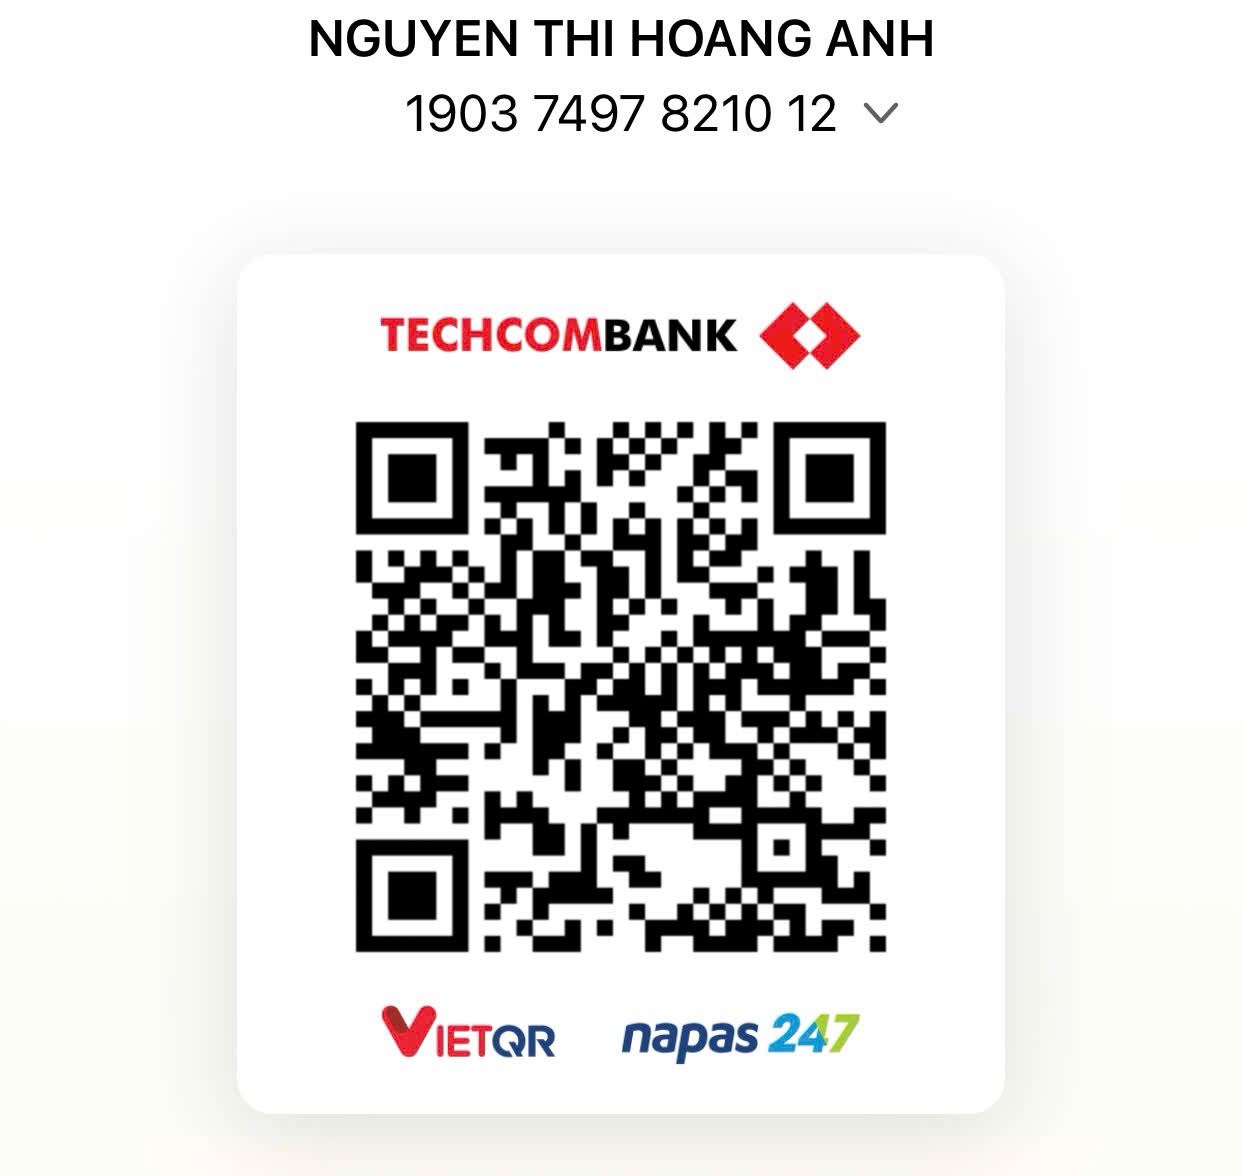 NGUYEN THI HOANG ANH
1903 7497 8210 12
TECHCOMBANK
VIETQR napas 247